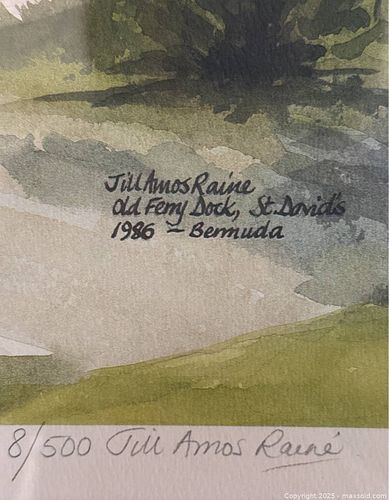 Jill Amos Raine
Old Ferry Dock, St. David's
1986 – Bermuda
8/500 Jill Amos Raine
Copyright 2025 - maxsold.com